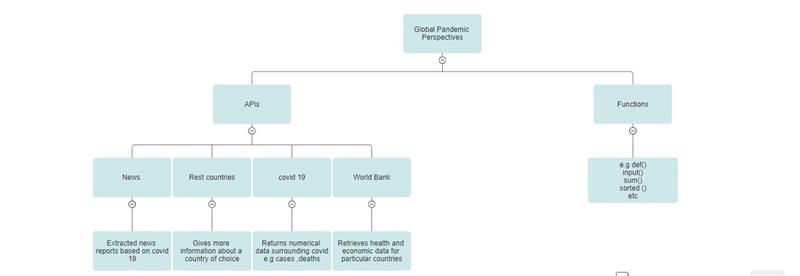 Global Pandemic
Perspectives
APIs
Functions
News
Rest countries
covid 19
World Bank
e.g def()
input()
sum()
sorted ()
etc
Extracted news
reports based on covid
19
Gives more
information about a
country of choice
Returns numerical
data surrounding covid
e.g cases ,deaths
Retrieves health and
economic data for
particular countries